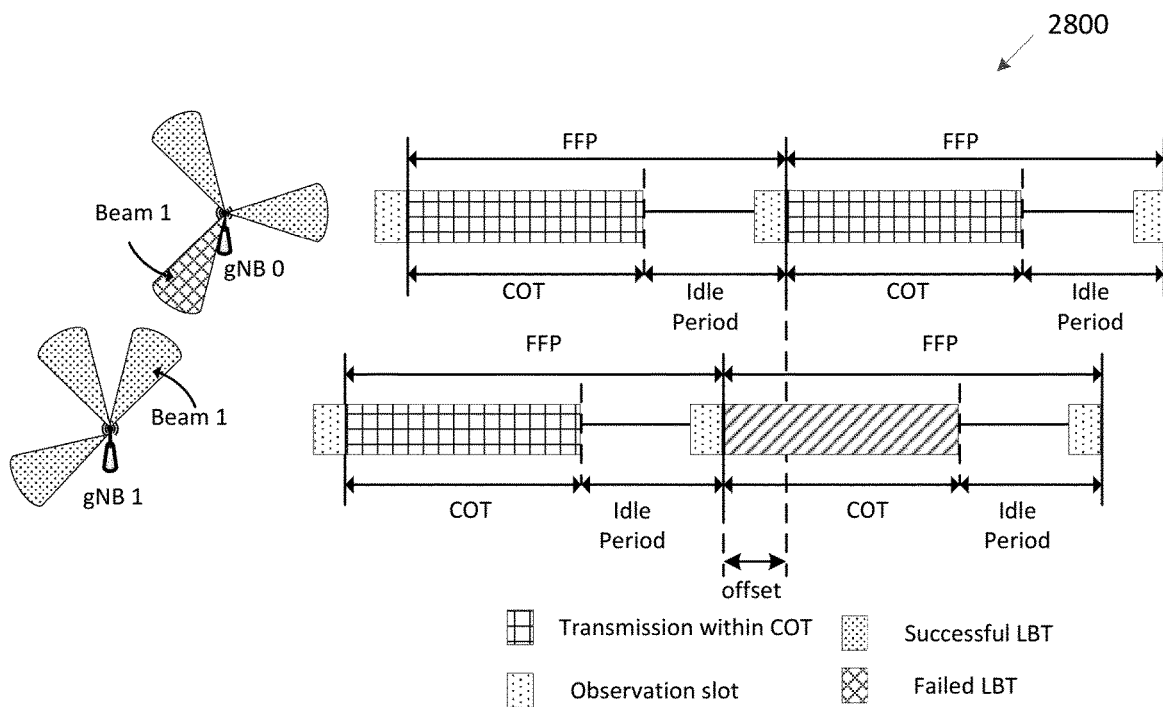 2800
FFP
FFP
Beam 1
gNB 0
COT
Idle
Period
COT
Idle
Period
FFP
FFP
Beam 1
gNB 1
COT
Idle
Period
COT
Idle
Period
offset
Transmission within COT
Successful LBT
Observation slot
Failed LBT